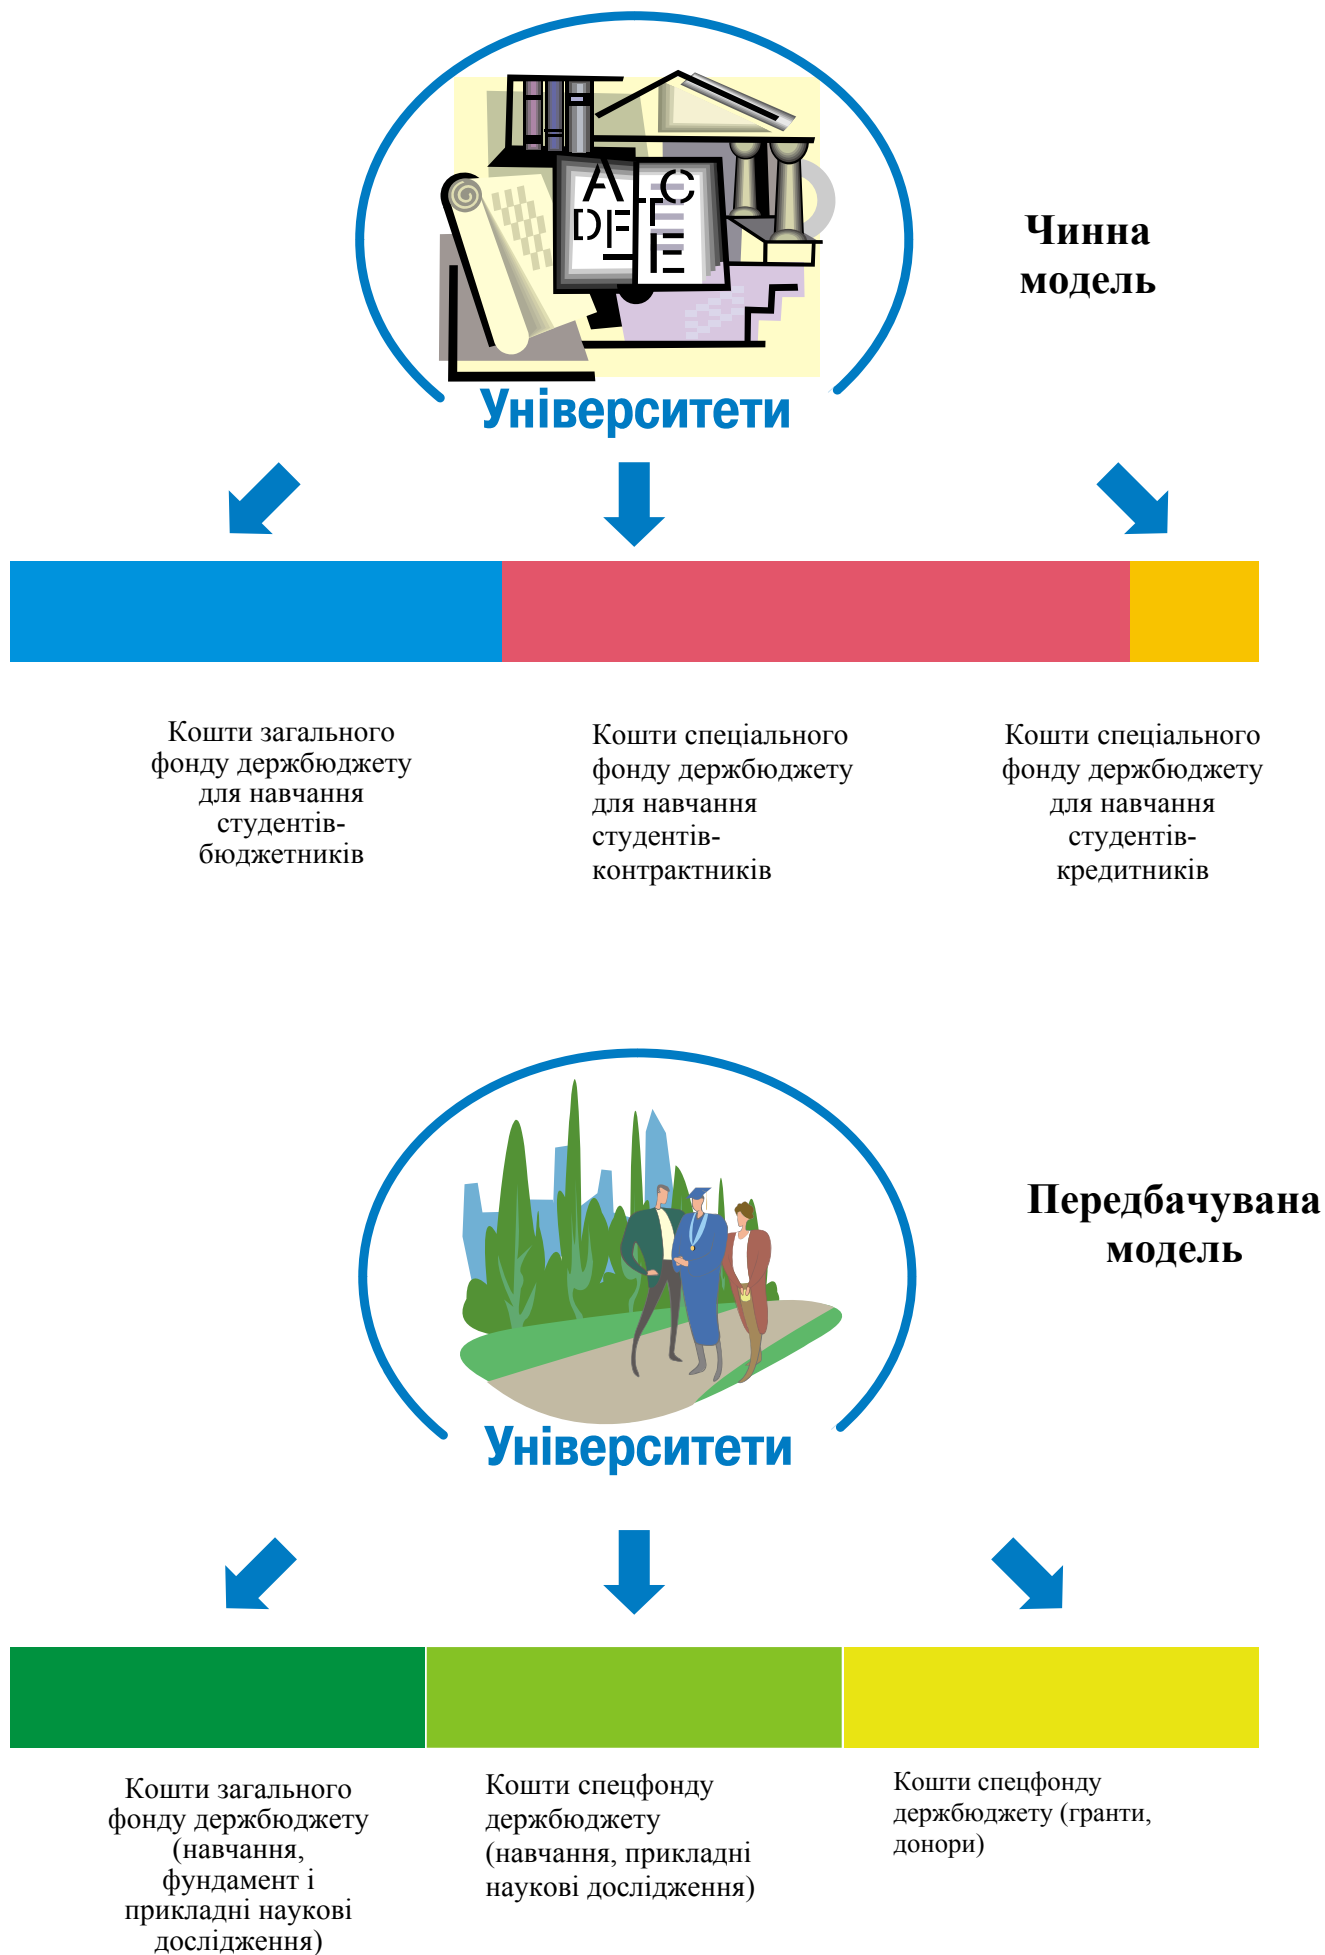 Чинна
модель
Університети
Кошти загального
фонду держбюджету
для навчання
студентів-
бюджетників
Кошти спеціального
фонду держбюджету
для навчання
студентів-
контрактників
Кошти спеціального
фонду держбюджету
для навчання
студентів-
кредитників
Передбачувана
модель
Університети
Кошти загального
фонду держбюджету
(навчання,
фундамент і
прикладні наукові
дослідження)
Кошти спецфонду
держбюджету
(навчання, прикладні
наукові дослідження)
Кошти спецфонду
держбюджету (гранти,
донори)